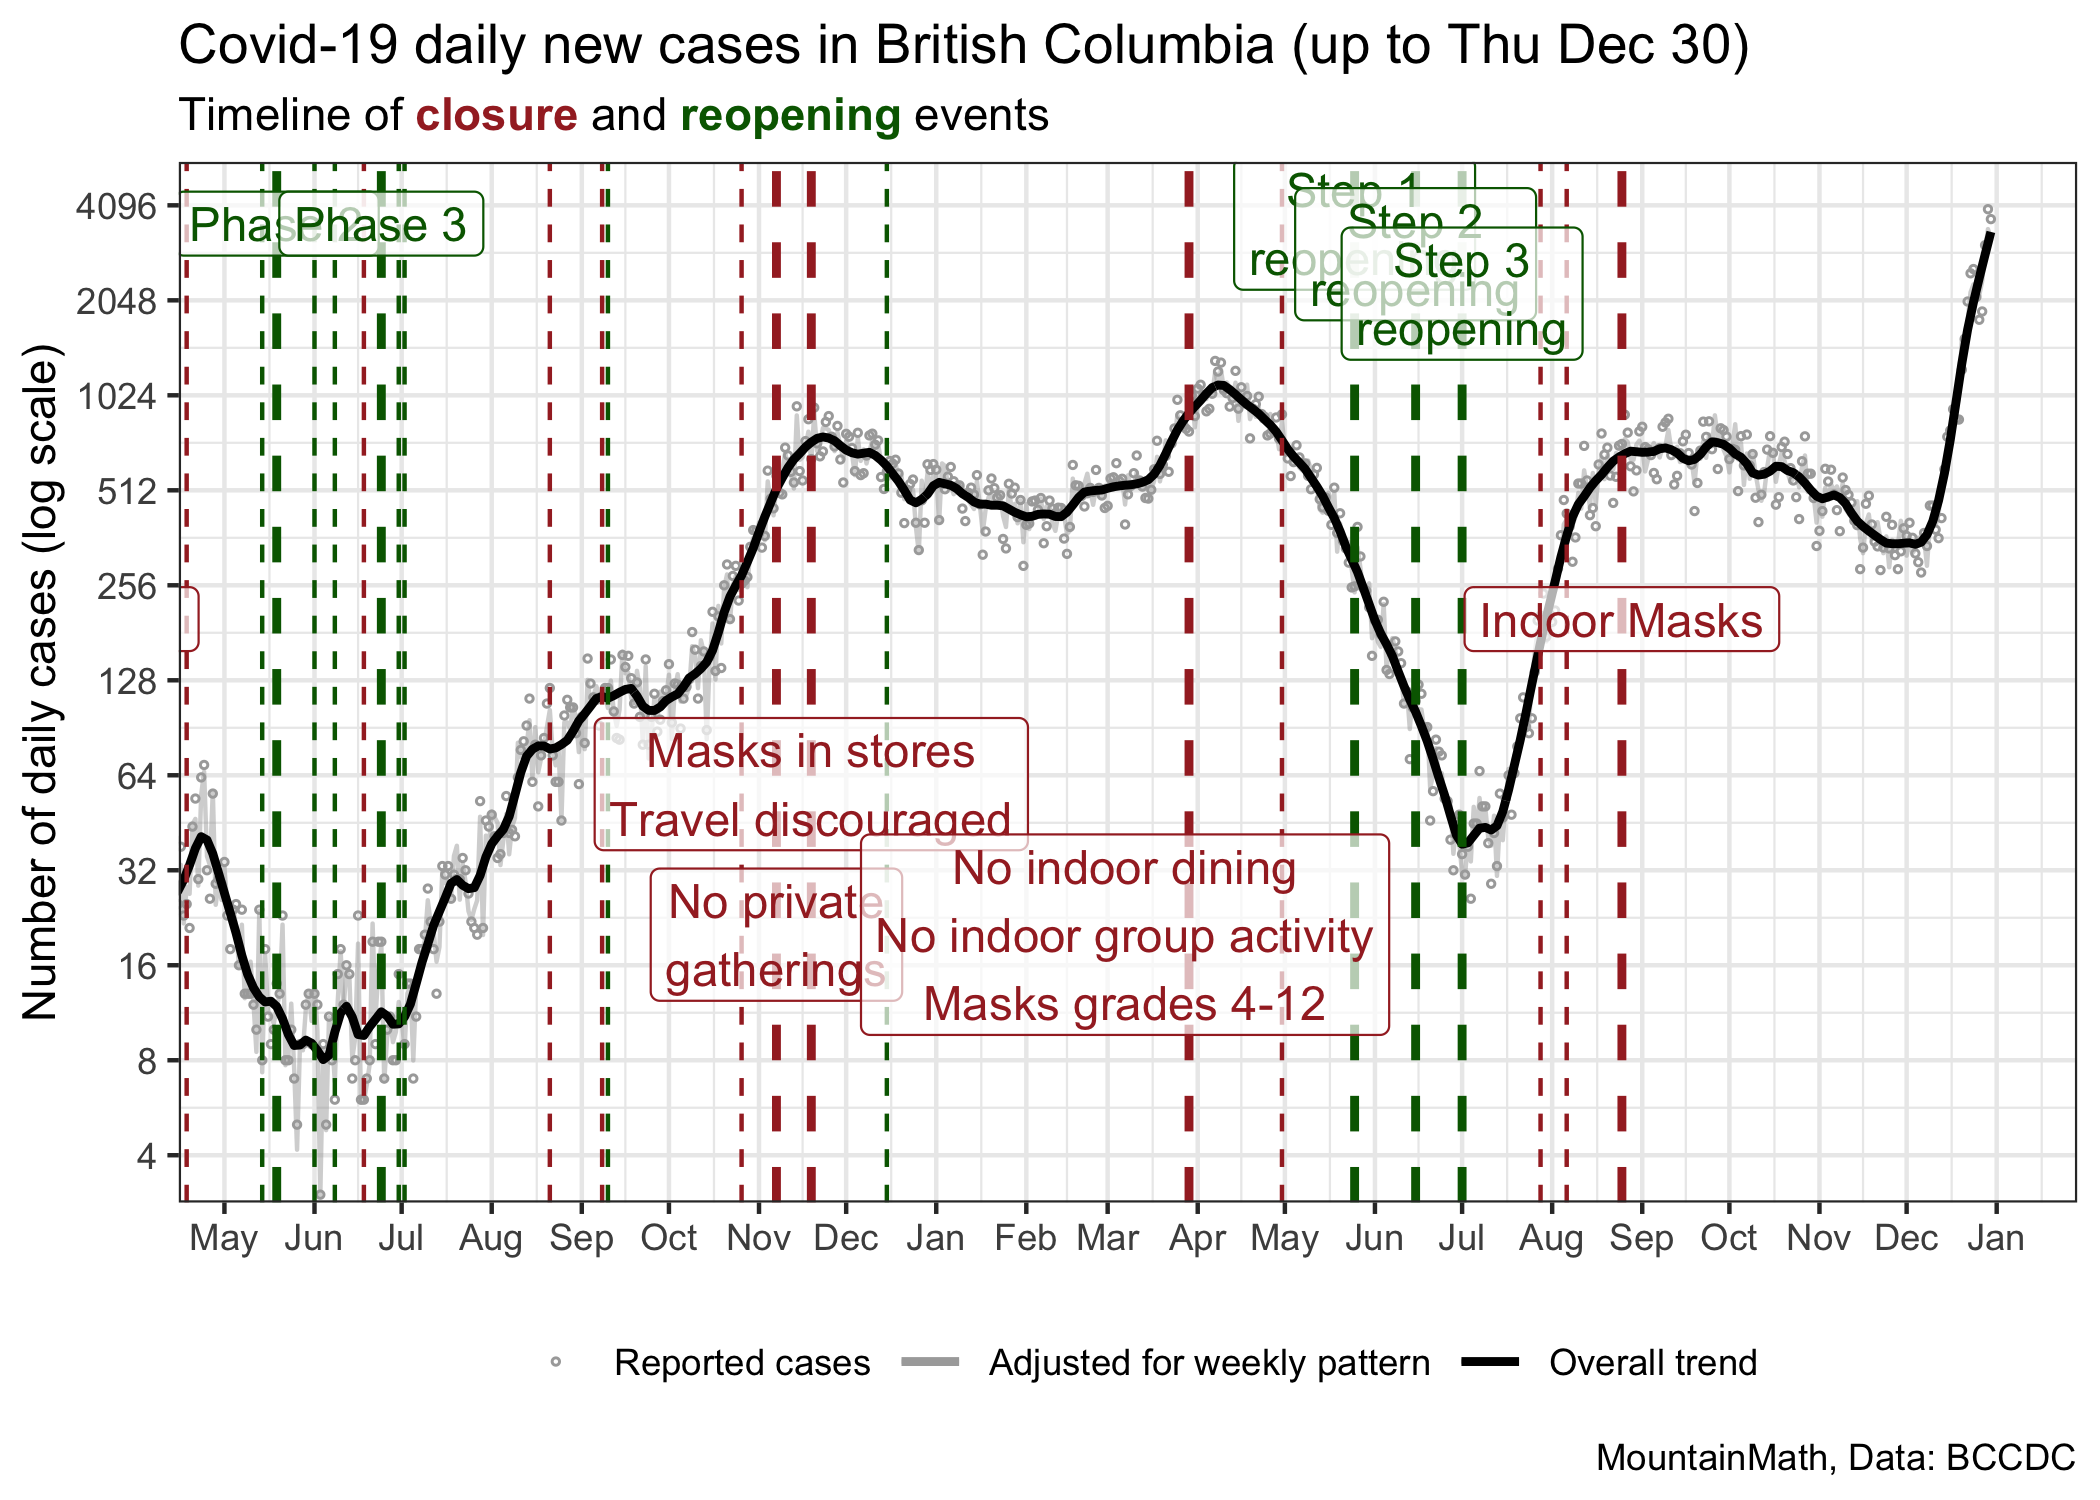 Covid-19 daily new cases in British Columbia (up to Thu Dec 30)
Timeline of closure and reopening events
Number of daily cases (log scale)
4096
2048
1024
512
256
128
64
32
16
8
4
Phase 2
Phase 3
Step 1
reopening
Step 2
reopening
Step 3
reopening
Indoor Masks
Masks in stores
Travel discouraged
No private
gatherings
No indoor dining
No indoor group activity
Masks grades 4-12
May Jun Jul Aug Sep Oct Nov Dec Jan Feb Mar Apr May Jun Jul Aug Sep Oct Nov Dec Jan
Reported cases Adjusted for weekly pattern Overall trend
MountainMath, Data: BCCDC